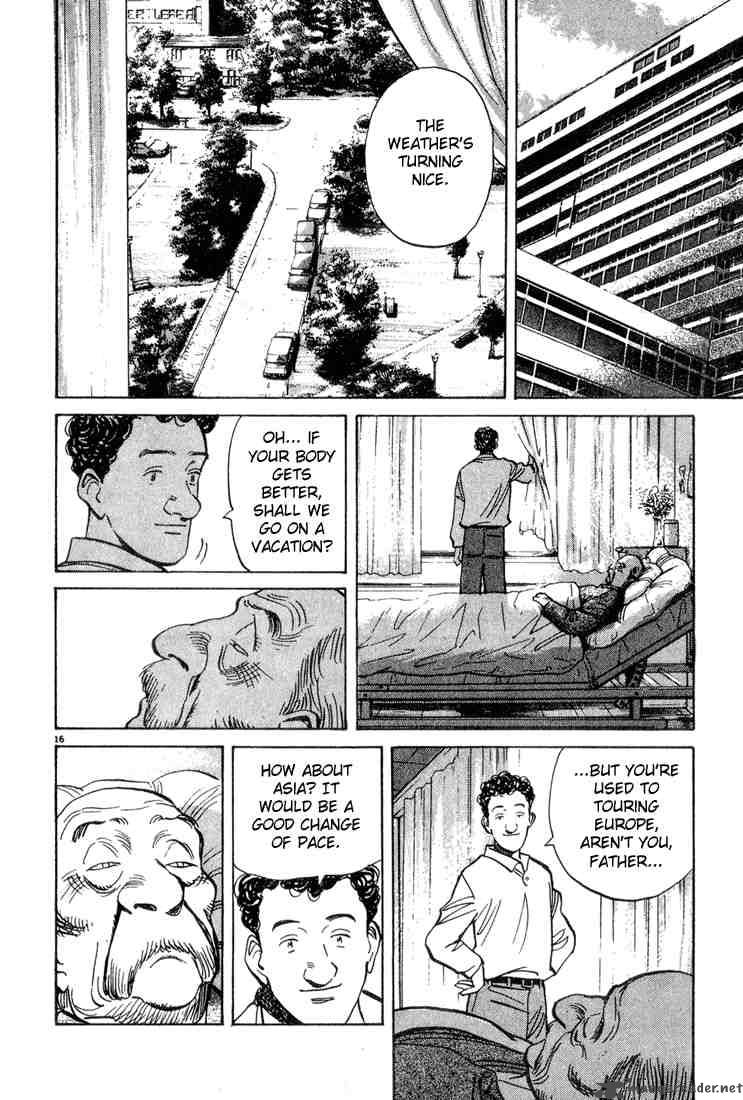 THE
WEATHER'S
TURNING
NICE.
OH... IF
YOUR BODY
GETS
BETTER,
SHALL WE
GO ON A
VACATION?
16
...BUT YOU'RE
USED TO
TOURING
EUROPE,
AREN'T YOU,
FATHER...
HOW ABOUT
ASIA? IT
WOULD BE A
GOOD CHANGE
OF PACE.